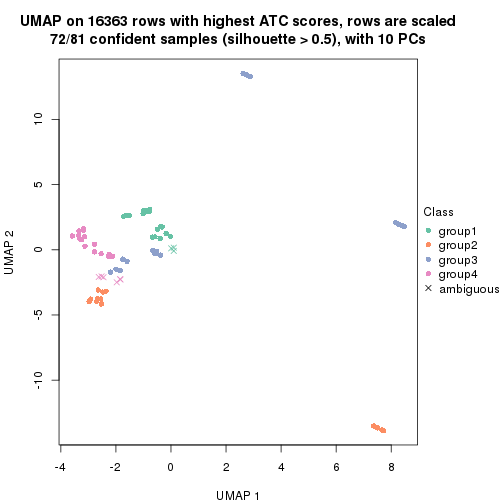 UMAP on 16363 rows with highest ATC scores, rows are scaled
72/81 confident samples (silhouette > 0.5), with 10 PCs
10
5
0
-5
-10
UMAP 2
-4
-2
0
2
4
6
8
UMAP 1
Class
group1
group2
group3
group4
ambiguous